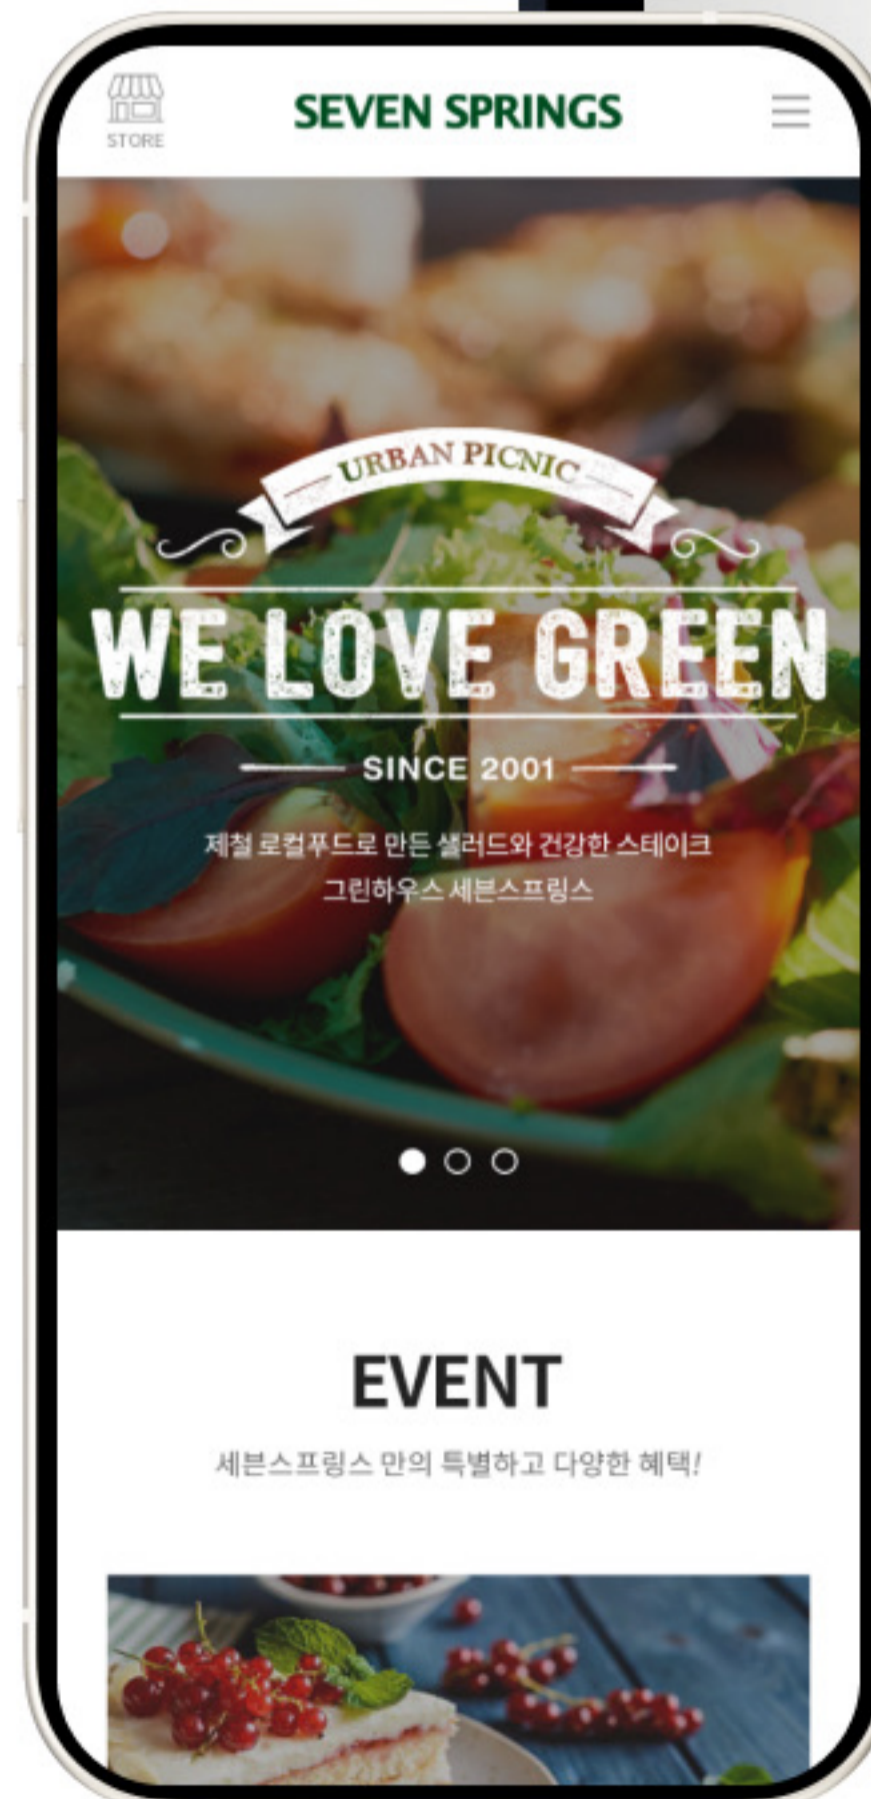 STORE
SEVEN SPRINGS
URBAN PICNIC
WE LOVE GREEN
SINCE 2001
제철 로컬푸드로 만든 샐러드와 건강한 스테이크
그린하우스 세븐스프링스
EVENT
세븐스프링스 만의 특별하고 다양한 혜택!